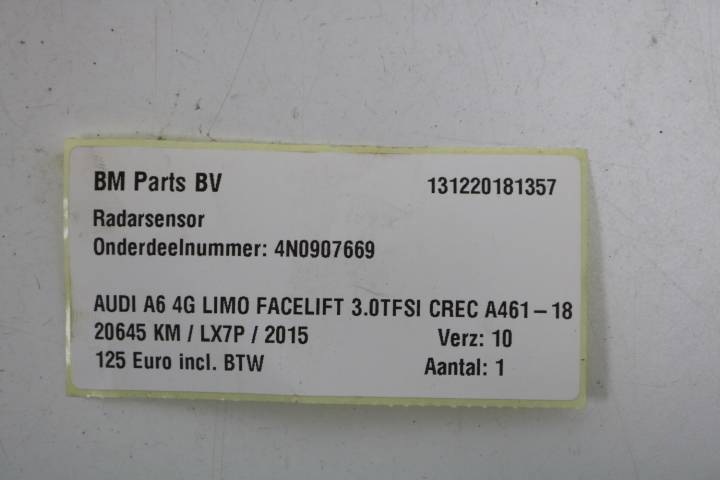 BM Parts BV 131220181357
Radarsensor
Onderdeelnummer: 4N0907669
AUDI A6 4G LIMO FACELIFT 3.0TFSI CREC A461-18
20645 KM / LX7P / 2015 Verz: 10
125 Euro incl. BTW Aantal: 1